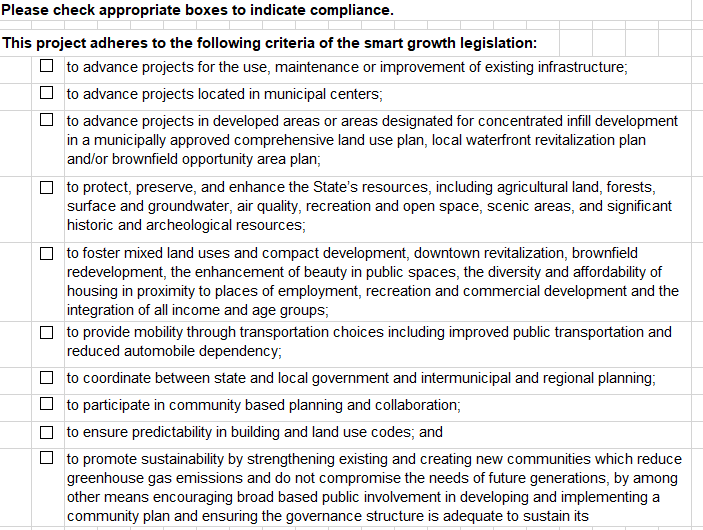 Please check appropriate boxes to indicate compliance.
This project adheres to the following criteria of the smart growth legislation:
to advance projects for the use, maintenance or improvement of existing infrastructure;
to advance projects located in municipal centers;
to advance projects in developed areas or areas designated for concentrated infill development
in a municipally approved comprehensive land use plan, local waterfront revitalization plan
and/or brownfield opportunity area plan;
to protect, preserve, and enhance the State's resources, including agricultural land, forests,
surface and groundwater, air quality, recreation and open space, scenic areas, and significant
historic and archeological resources;
to foster mixed land uses and compact development, downtown revitalization, brownfield
redevelopment, the enhancement of beauty in public spaces, the diversity and affordability of
housing in proximity to places of employment, recreation and commercial development and the
integration of all income and age groups;
to provide mobility through transportation choices including improved public transportation and
reduced automobile dependency;
to coordinate between state and local government and intermunicipal and regional planning;
to participate in community based planning and collaboration;
to ensure predictability in building and land use codes; and
to promote sustainability by strengthening existing and creating new communities which reduce
greenhouse gas emissions and do not compromise the needs of future generations, by among
other means encouraging broad based public involvement in developing and implementing a
community plan and ensuring the governance structure is adequate to sustain its